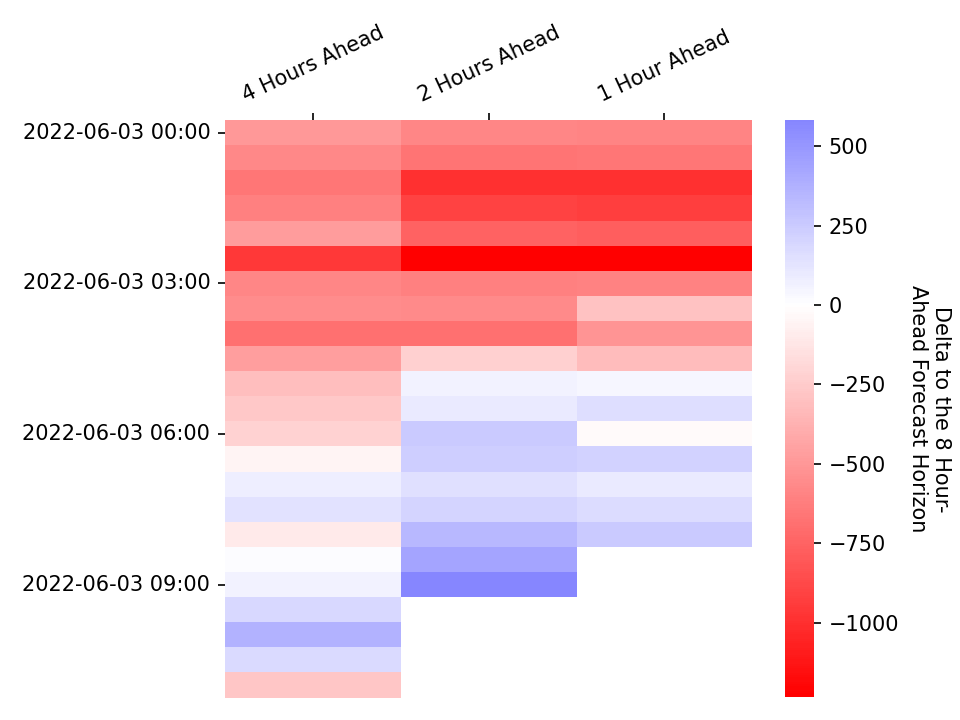 4 Hours Ahead
2 Hours Ahead
1 Hour Ahead
2022-06-03 00:00
2022-06-03 03:00
2022-06-03 06:00
2022-06-03 09:00
500
250
0
−250
−500
−750
−1000
Delta to the 8 Hour-
Ahead Forecast Horizon